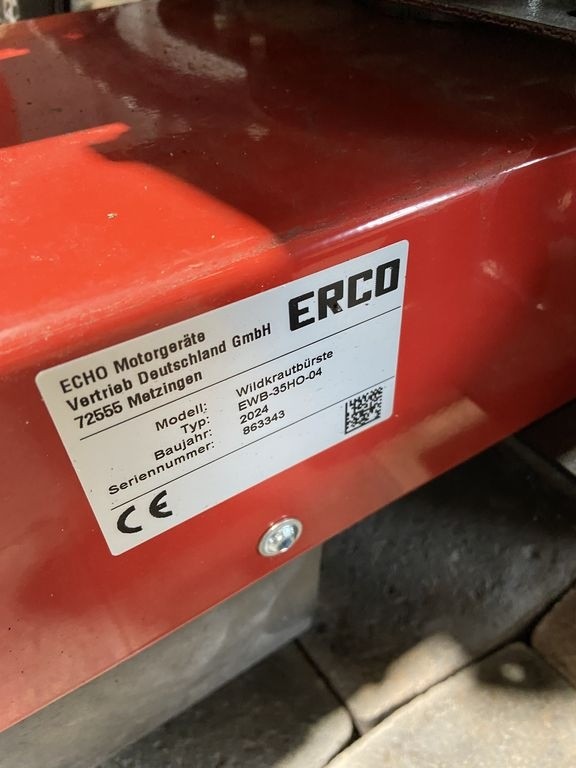 ECHO Motorgeräte
Vertrieb Deutschland GmbH
72555 Metzingen
ERCO
Modell: Wildkrautbürste
Typ: EWB-35HO-04
Baujahr: 2024
Seriennummer: 863343
CE